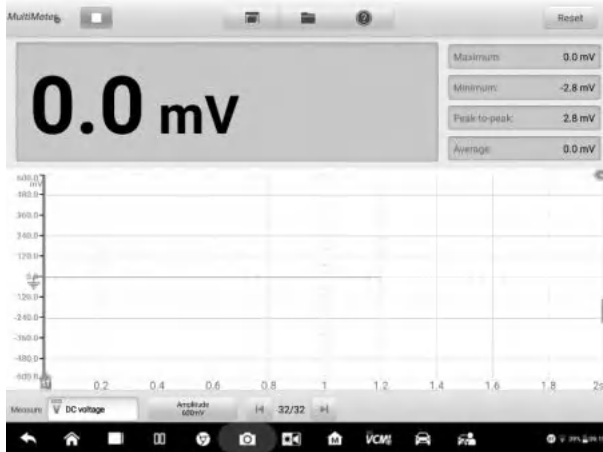 MultiMeter
Reset
0.0 mV
Maximum: 0.0 mV
Minimum: -2.8 mV
Peak-to-peak: 2.8 mV
Average: 0.0 mV
600.0
mV
480.0
360.0
240.0
120.0
0.0
-120.0
-240.0
-360.0
-480.0
-600.0
0.2 0.4 0.6 0.8 1 1.2 1.4 1.6 1.8 2s
Measure V DC voltage Amplitude 600mV 32/32
VCMI